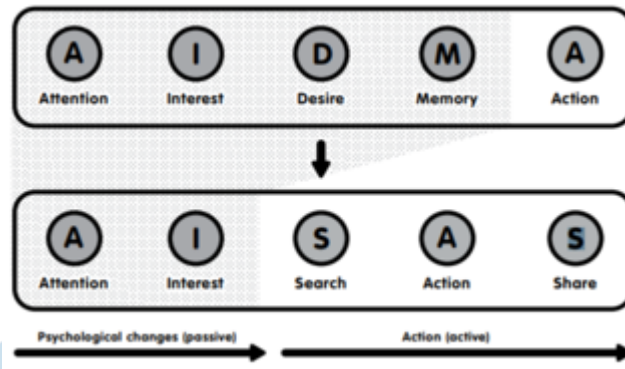 A I D M A
Attention Interest Desire Memory Action
A I S A S
Attention Interest Search Action Share
Psychological changes (passive) Action (active)